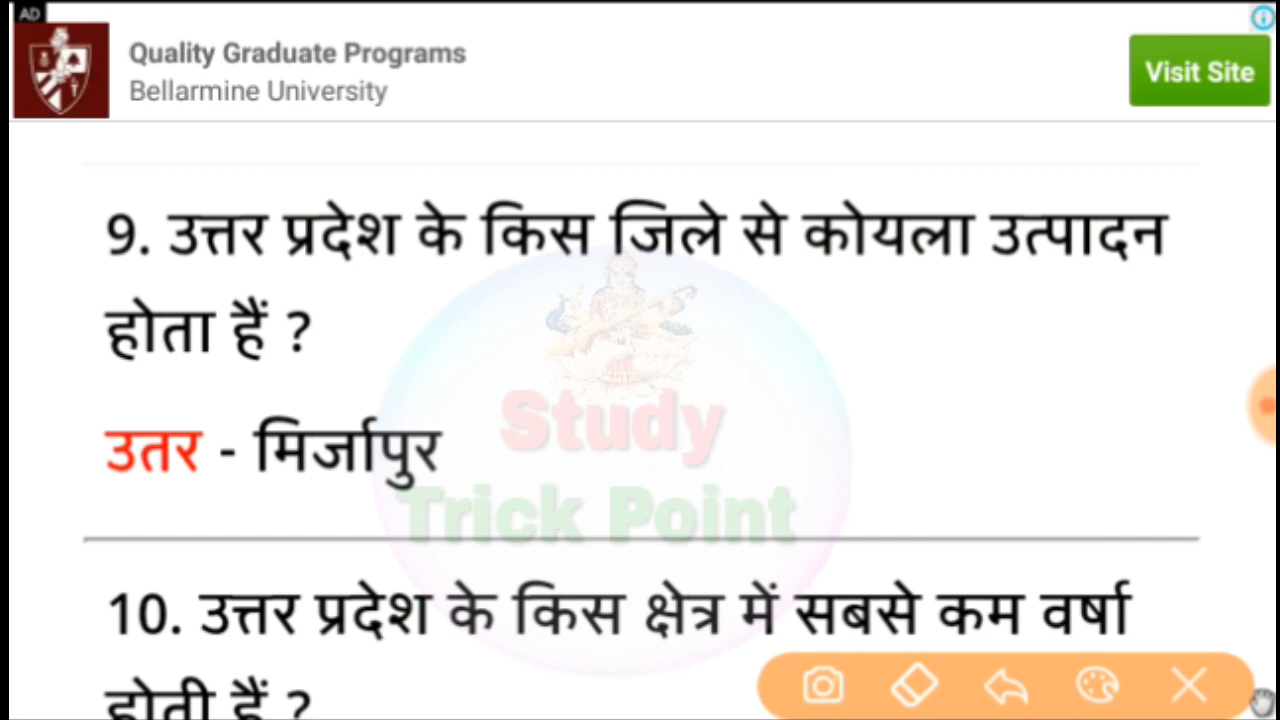 AD
Quality Graduate Programs
Bellarmine University
Visit Site
9. उत्तर प्रदेश के किस जिले से कोयला उत्पादन
होता हैं ?
उतर - मिर्जापुर
Study
Trick Point
10. उत्तर प्रदेश के किस क्षेत्र में सबसे कम वर्षा
होती हैं ?